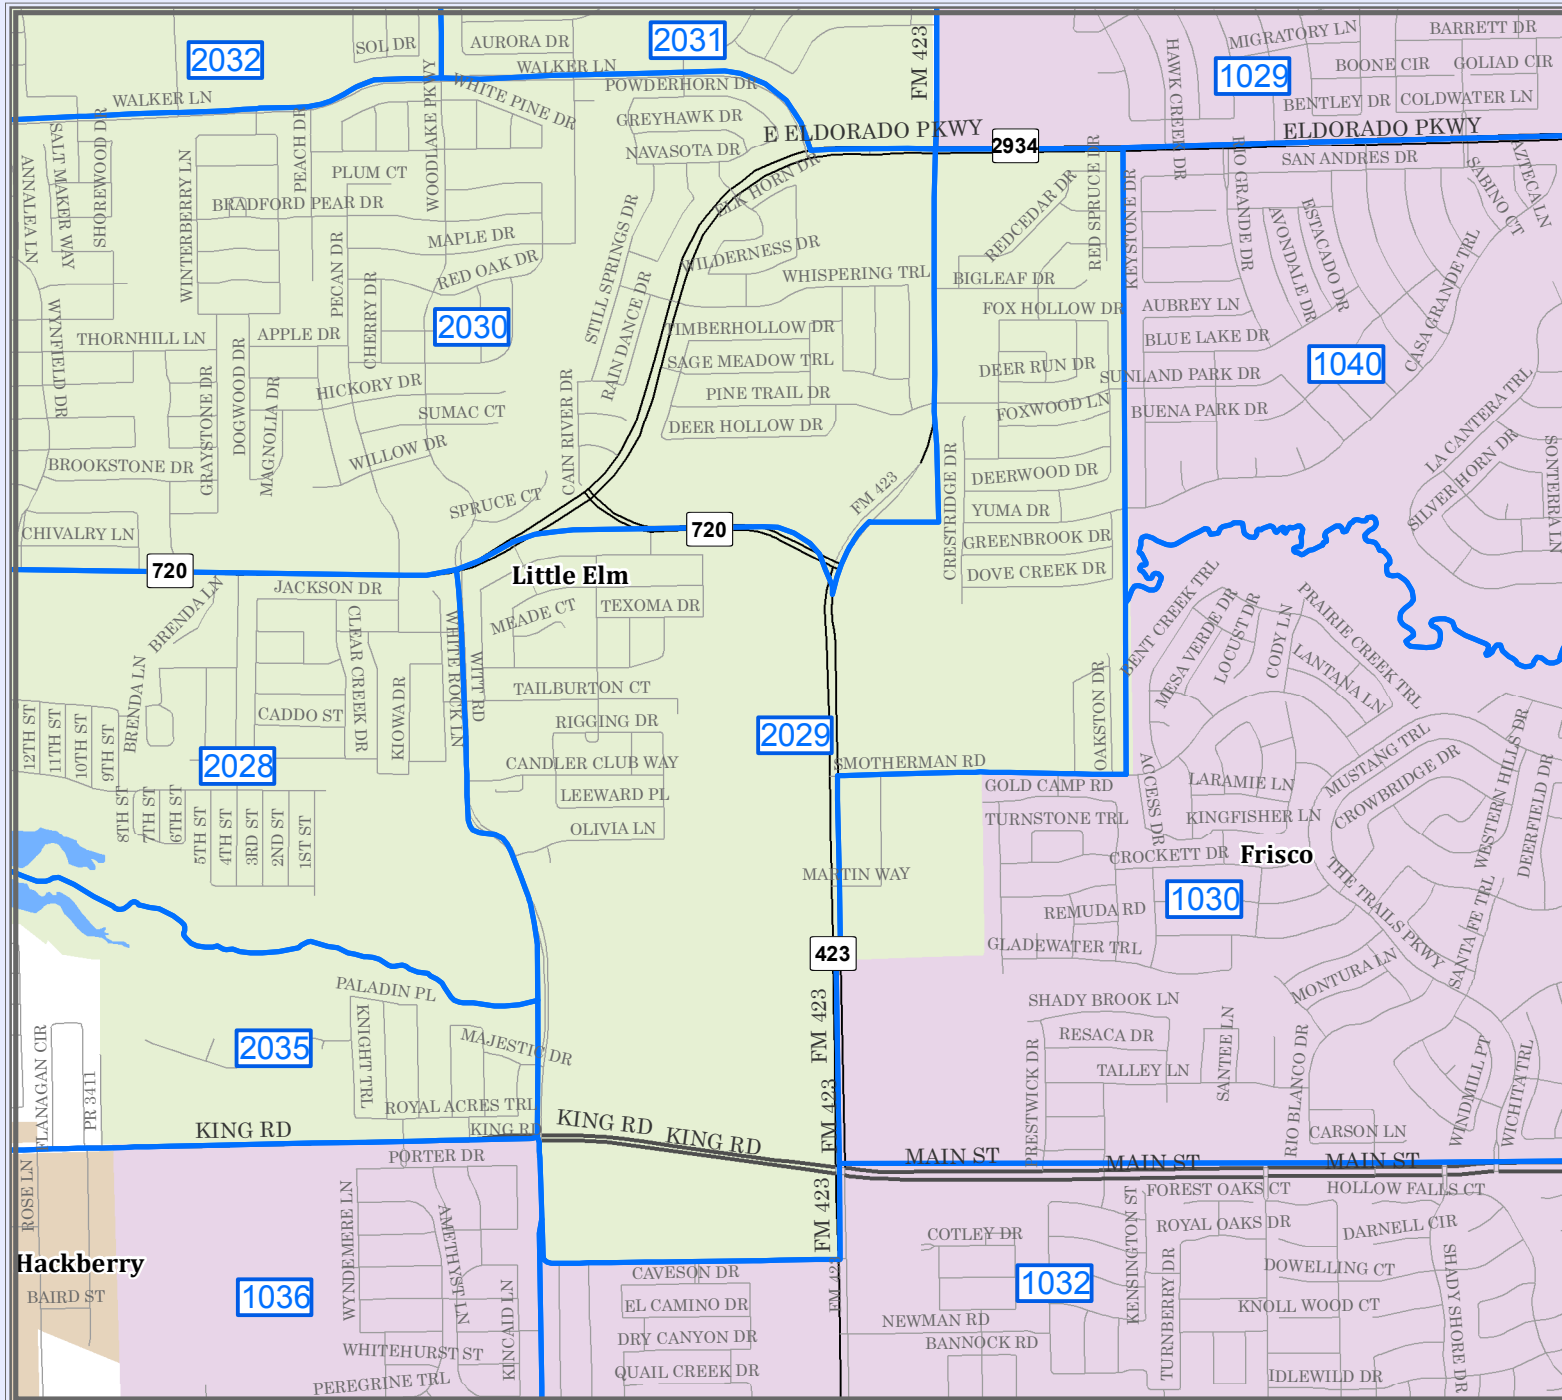 SOL DR
AURORA DR
2031
FM 423
MIGRATORY LN
BARRETT DR
2032
WALKER LN
HAWK CREEK DR
1029
BOONE CIR
GOLIAD CIR
WALKER LN
WHITE PINE DR
POWDERHORN DR
BENTLEY DR
COLDWATER LN
SALT MAKER WAY
SHOREWOOD DR
PEACH DR
WOODLAKE PKWY
GREYHAWK DR
E ELDORADO PKWY
2934
ELDORADO PKWY
NAVASOTA DR
RED SPRUCE DR
RIO GRANDE DR
SAN ANDRES DR
SABINO CT
AZTECA LN
ANNALEA LN
WINTERBERRY LN
PLUM CT
ELK HORN DR
REDCEDAR DR
KEYSTONE DR
BRADFORD PEAR DR
STILL SPRINGS DR
AVONDALE DR
ESTACADO DR
PECAN DR
MAPLE DR
WILDERNESS DR
CASA GRANDE TRL
RED OAK DR
WHISPERING TRL
BIGLEAF DR
WYNFIELD DR
CHERRY DR
2030
RAIN DANCE DR
FOX HOLLOW DR
AUBREY LN
THORNHILL LN
APPLE DR
TIMBERHOLLOW DR
BLUE LAKE DR
SAGE MEADOW TRL
DEER RUN DR
SUNLAND PARK DR
1040
DOGWOOD DR
HICKORY DR
PINE TRAIL DR
FOXWOOD LN
BUENA PARK DR
LA CANTERA TRL
GRAYSTONE DR
MAGNOLIA DR
SUMAC CT
CAIN RIVER DR
DEER HOLLOW DR
SILVER HORN DR
SONTERRA LN
BROOKSTONE DR
WILLOW DR
CRESTRIDGE DR
DEERWOOD DR
SPRUCE CT
FM 423
YUMA DR
CHIVALRY LN
720
GREENBROOK DR
720
Little Elm
DOVE CREEK DR
JACKSON DR
BRENDA LN
MEADE CT
TEXOMA DR
BENT CREEK TRL
MESA VERDE DR
LOCUST DR
CODY LN
PRAIRIE CREEK TRL
CLEAR CREEK DR
WHITE ROCK LN
WITT RD
LANTANA LN
BRENDA LN
KIOWA DR
TAILBURTON CT
OAKSTON DR
12TH ST
11TH ST
10TH ST
9TH ST
CADDO ST
RIGGING DR
2029
MUSTANG TRL
WESTERN HILLS DR
2028
CANDLER CLUB WAY
SMOTHERMAN RD
ACCESS DR
LARAMIE LN
CROWBRIDGE DR
DEERFIELD DR
8TH ST
7TH ST
6TH ST
5TH ST
4TH ST
3RD ST
2ND ST
1ST ST
LEEWARD PL
GOLD CAMP RD
OLIVIA LN
TURNSTONE TRL
KINGFISHER LN
CROCKETT DR
Frisco
MARTIN WAY
1030
THE TRAILS PKWY
REMUDA RD
SANTA FE TRL
423
GLADEWATER TRL
MONTURA LN
PALADIN PL
FM 423
SHADY BROOK LN
KNIGHT TRL
SANTEE LN
FLANAGAN CIR
2035
MAJESTIC DR
RESACA DR
RIO BLANCO DR
WINDMILL PT
WICHITA TRL
PR 3411
PRESTWICK DR
TALLEY LN
ROYAL ACRES TRL
FM 423
KING RD
KING RD
KING RD
KING RD
CARSON LN
PORTER DR
MAIN ST
MAIN ST
MAIN ST
ROSE LN
WYNDEMERE LN
AMETHYST LN
FM 423
KENSINGTON ST
FOREST OAKS CT
HOLLOW FALLS CT
COTLEY DR
ROYAL OAKS DR
DARNELL CIR
Hackberry
CAVESON DR
TURNBERRY DR
DOWELLING CT
SHADY SHORE DR
BAIRD ST
1036
KINCAID LN
EL CAMINO DR
1032
KNOLL WOOD CT
NEWMAN RD
DRY CANYON DR
BANNOCK RD
WHITEHURST ST
QUAIL CREEK DR
IDLEWILD DR
PEREGRINE TRL